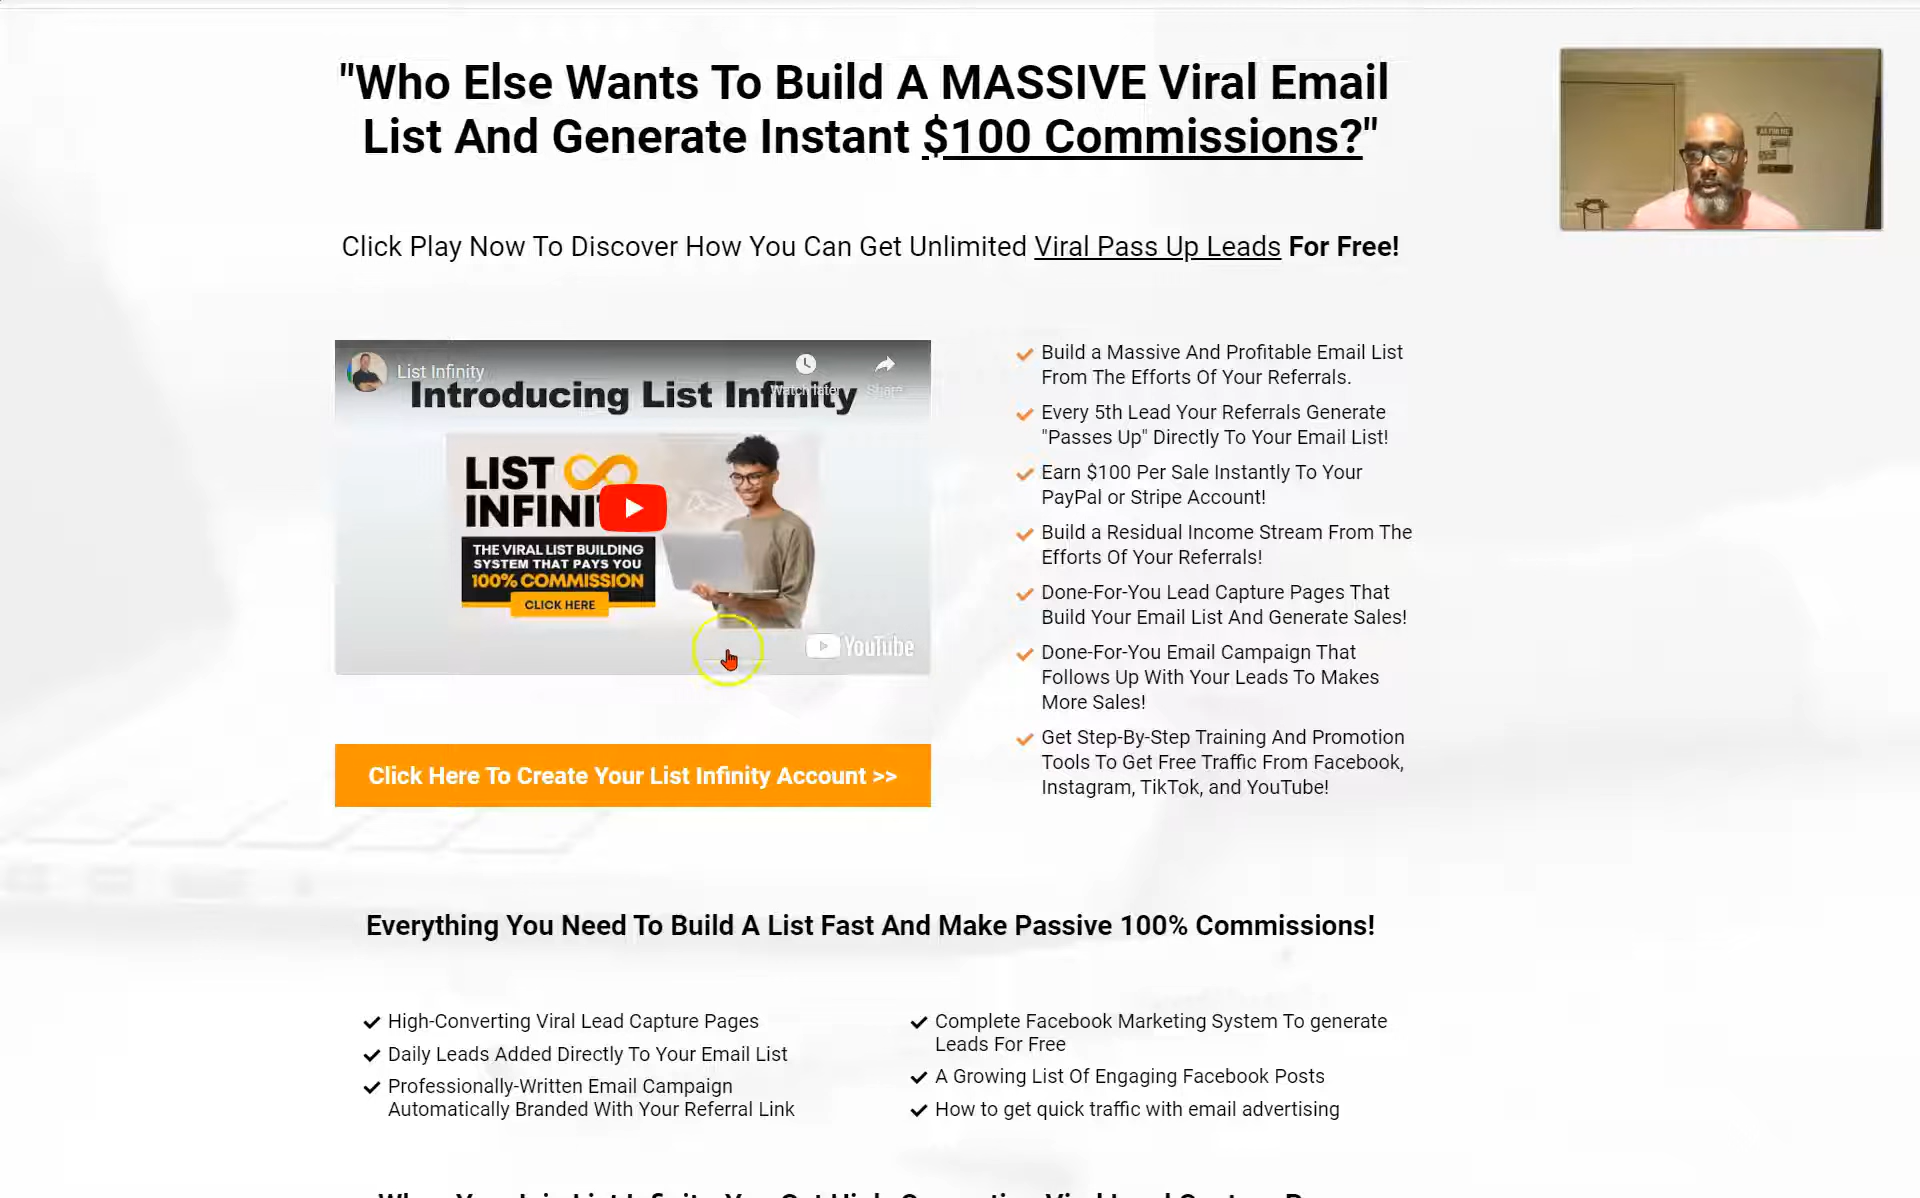 "Who Else Wants To Build A MASSIVE Viral Email
List And Generate Instant $100 Commissions?"
Click Play Now To Discover How You Can Get Unlimited Viral Pass Up Leads For Free!
AS FOR ME
List Infinity
Watch later
Share
Introducing List Infinity
LIST
INFINI
THE VIRAL LIST BUILDING
SYSTEM THAT PAYS YOU
100% COMMISSION
CLICK HERE
YouTube
Click Here To Create Your List Infinity Account >>
Build a Massive And Profitable Email List
From The Efforts Of Your Referrals.
Every 5th Lead Your Referrals Generate
"Passes Up" Directly To Your Email List!
Earn $100 Per Sale Instantly To Your
PayPal or Stripe Account!
Build a Residual Income Stream From The
Efforts Of Your Referrals!
Done-For-You Lead Capture Pages That
Build Your Email List And Generate Sales!
Done-For-You Email Campaign That
Follows Up With Your Leads To Makes
More Sales!
Get Step-By-Step Training And Promotion
Tools To Get Free Traffic From Facebook,
Instagram, TikTok, and YouTube!
Everything You Need To Build A List Fast And Make Passive 100% Commissions!
High-Converting Viral Lead Capture Pages
Daily Leads Added Directly To Your Email List
Professionally-Written Email Campaign
Automatically Branded With Your Referral Link
Complete Facebook Marketing System To generate
Leads For Free
A Growing List Of Engaging Facebook Posts
How to get quick traffic with email advertising